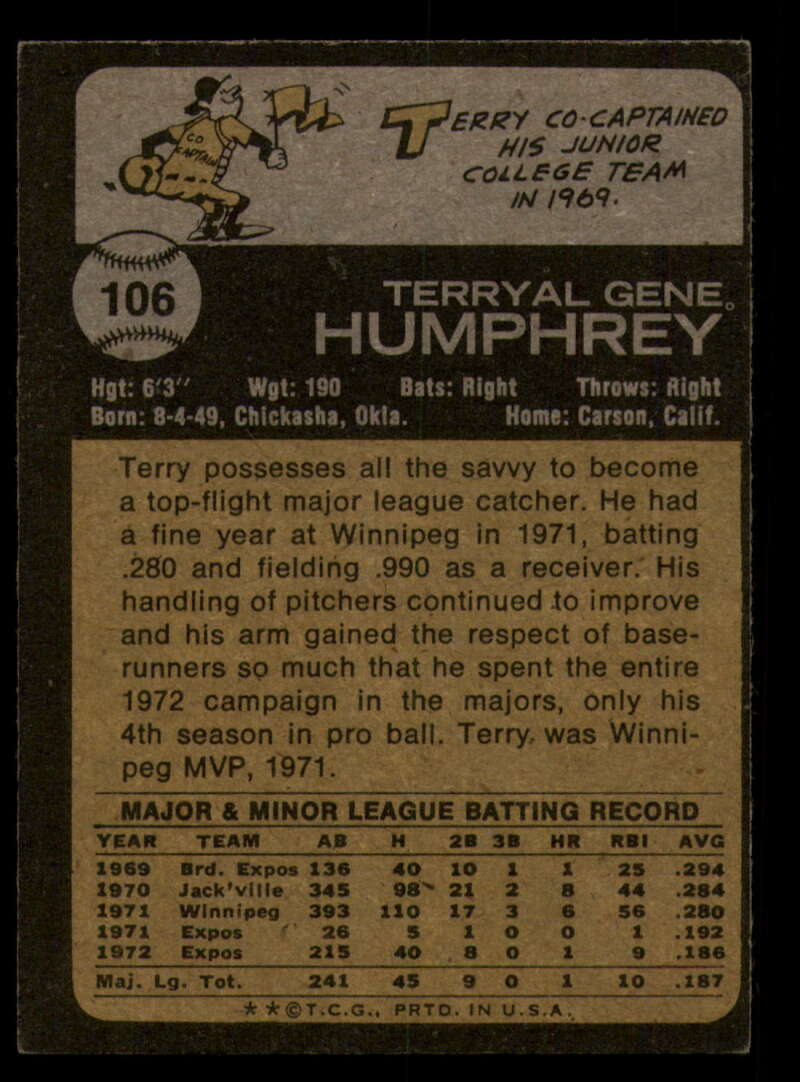 TERRY CO-CAPTAINED
HIS JUNIOR
COLLEGE TEAM
IN 1969.
CO
CAPTAIN
106
TERRYAL GENE
HUMPHREY
Hgt: 6'3" Wgt: 190 Bats: Right Throws: Right
Born: 8-4-49, Chickasha, Okla. Home: Carson, Calif.
Terry possesses all the savvy to become
a top-flight major league catcher. He had
a fine year at Winnipeg in 1971, batting
.280 and fielding .990 as a receiver. His
handling of pitchers continued to improve
and his arm gained the respect of base-
runners so much that he spent the entire
1972 campaign in the majors, only his
4th season in pro ball. Terry was Winni-
peg MVP, 1971.
MAJOR & MINOR LEAGUE BATTING RECORD
YEAR TEAM AB H 2B 3B HR RBI AVG
1969 Brd. Expos 136 40 10 1 1 25 .294
1970 Jack'ville 345 98 21 2 8 44 .284
1971 Winnipeg 393 110 17 3 6 56 .280
1971 Expos 26 5 1 0 0 1 .192
1972 Expos 215 40 8 0 1 9 .186
Maj. Lg. Tot. 241 45 9 0 1 10 .187
* *©T.C.G., PRTD. IN U.S.A.